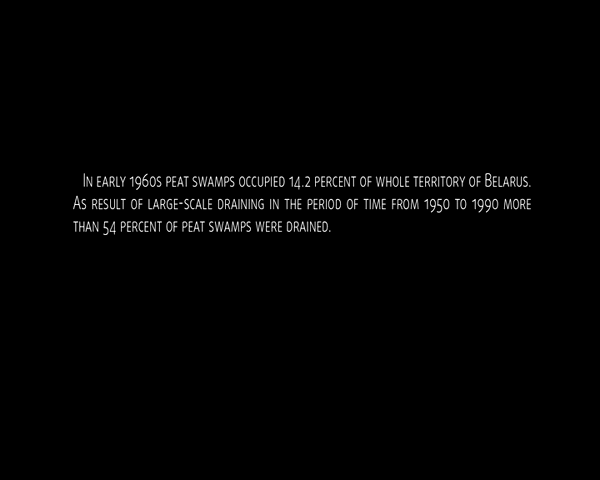 In early 1960s peat swamps occupied 14.2 percent of whole territory of Belarus.
As result of large-scale draining in the period of time from 1950 to 1990 more
than 54 percent of peat swamps were drained.